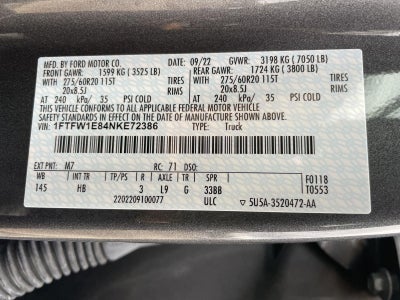 MFD. BY FORD MOTOR CO. 09/22 GVWR: 3198 KG (7050 LB)
FRONT GAWR: 1599 KG (3525 LB) REAR GAWR: 1724 KG (3800 LB)
275/60R20 115T TIRES 275/60R20 115T TIRES
20x8.5J RIMS 20x8.5J RIMS
AT 240 kPa/ 35 PSI COLD AT 240 kPa/ 35 PSI COLD
THIS VEHICLE CONFORMS TO ALL APPLICABLE FEDERAL MOTOR VEHICLE
SAFETY STANDARDS IN EFFECT ON THE DATE OF MANUFACTURE SHOWN ABOVE.
VIN: 1FTFW1E84NKE72386 TYPE: Truck
EXT PNT: M7 RC: 71 DSO:
WB INT TR TP/PS R AXLE TR SPR
145 HB 3 L9 G 33BB
2202209100077 ULC
F0118
T0553
5U5A-3520472-AA